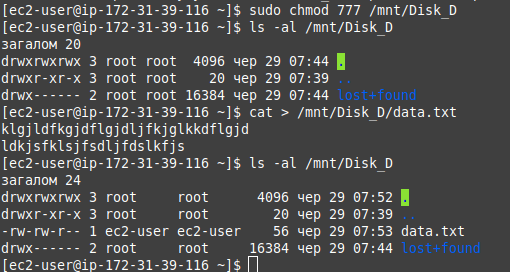 [ec2-user@ip-172-31-39-116 ~]$ sudo chmod 777 /mnt/Disk_D
[ec2-user@ip-172-31-39-116 ~]$ ls -al /mnt/Disk_D
загалом 20
drwxrwxrwx 3 root root  4096 чер 29 07:44 .
drwxr-xr-x 3 root root    20 чер 29 07:39 ..
drwx------ 2 root root 16384 чер 29 07:44 lost+found
[ec2-user@ip-172-31-39-116 ~]$ cat > /mnt/Disk_D/data.txt
klgjldfkgjdflgjdljfkjglkkdflgjd
ldkjsfklsjfsdljfdslkfjs
[ec2-user@ip-172-31-39-116 ~]$ ls -al /mnt/Disk_D
загалом 24
drwxrwxrwx 3 root     root      4096 чер 29 07:52 .
drwxr-xr-x 3 root     root        20 чер 29 07:39 ..
-rw-rw-r-- 1 ec2-user ec2-user    56 чер 29 07:53 data.txt
drwx------ 2 root     root     16384 чер 29 07:44 lost+found
[ec2-user@ip-172-31-39-116 ~]$